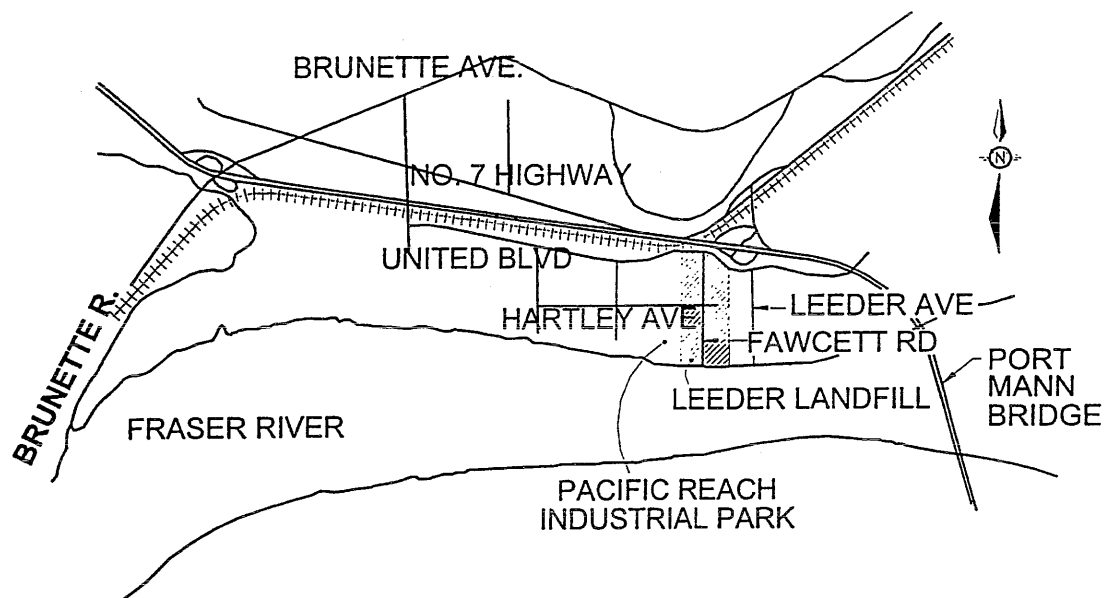 BRUNETTE AVE.
NO. 7 HIGHWAY
N
UNITED BLVD
HARTLEY AVE
LEEDER AVE
FAWCETT RD
LEEDER LANDFILL
PORT
MANN
BRIDGE
BRUNETTE R.
FRASER RIVER
PACIFIC REACH
INDUSTRIAL PARK